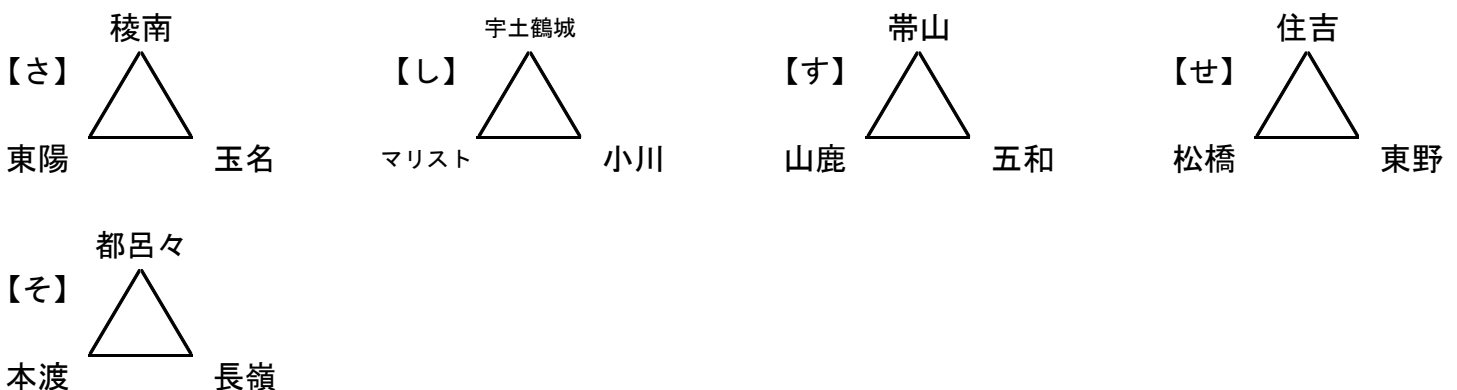 稜南 宇土鶴城 帯山 住吉
【さ】 【し】 【す】 【せ】
東陽 玉名 マリスト 小川 山鹿 五和 松橋 東野
都呂々
【そ】
本渡 長嶺